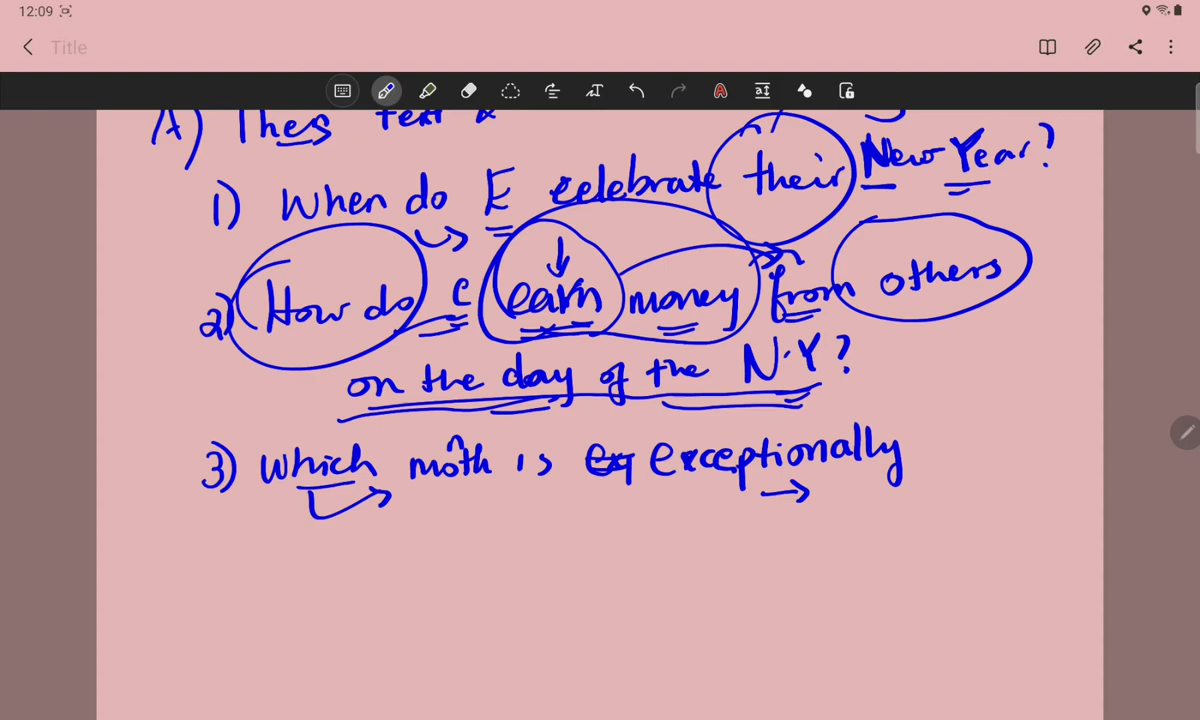 12:09
Title
A) Thes text
1) When do E celebrate their New Year?
2) How do C earn money from others
on the day of the N.Y?
3) which moth is exceptionally